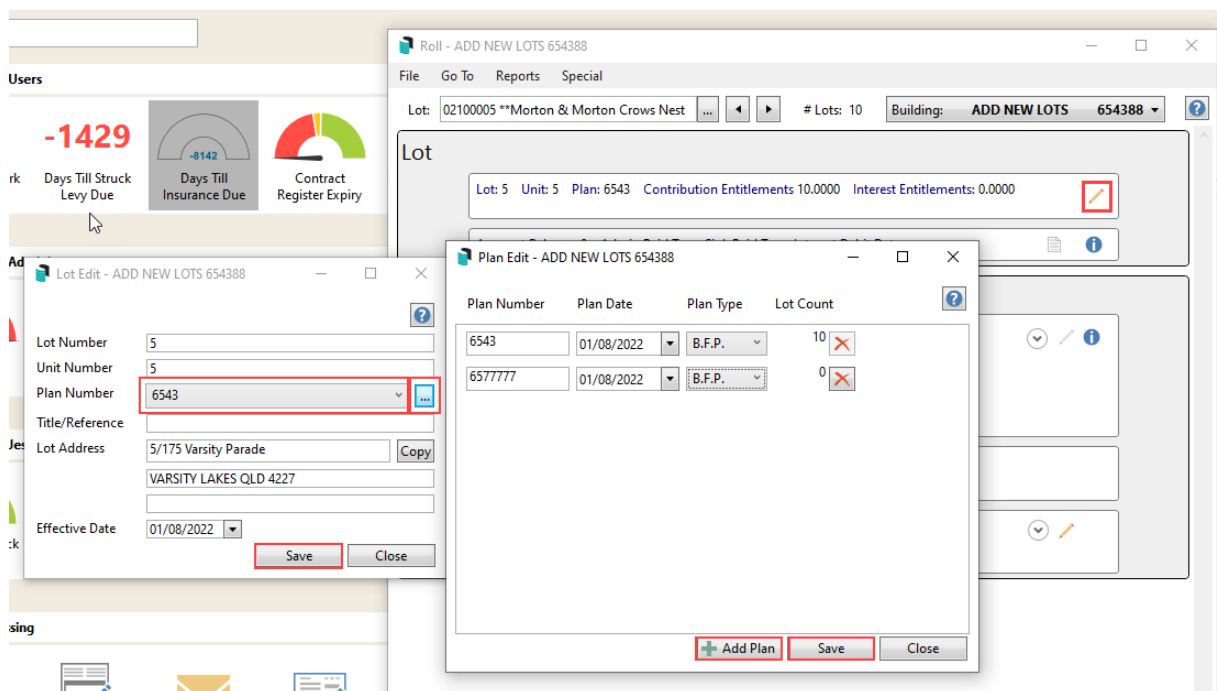 Users
-1429
rk
Days Till Struck
Levy Due
-8142
Days Till
Insurance Due
Contract
Register Expiry
Roll - ADD NEW LOTS 654388
File Go To Reports Special
Lot: 02100005 **Morton & Morton Crows Nest ... # Lots: 10 Building: ADD NEW LOTS 654388
Lot
Lot: 5 Unit: 5 Plan: 6543 Contribution Entitlements 10.0000 Interest Entitlements: 0.0000
Ad
Lot Edit - ADD NEW LOTS 654388
Lot Number 5
Unit Number 5
Plan Number 6543 ...
Title/Reference
Lot Address 5/175 Varsity Parade Copy
VARSITY LAKES QLD 4227
Effective Date 01/08/2022
Save Close
Plan Edit - ADD NEW LOTS 654388
Plan Number Plan Date Plan Type Lot Count
6543 01/08/2022 B.F.P. 10
6577777 01/08/2022 B.F.P. 0
Add Plan Save Close
ck
sing